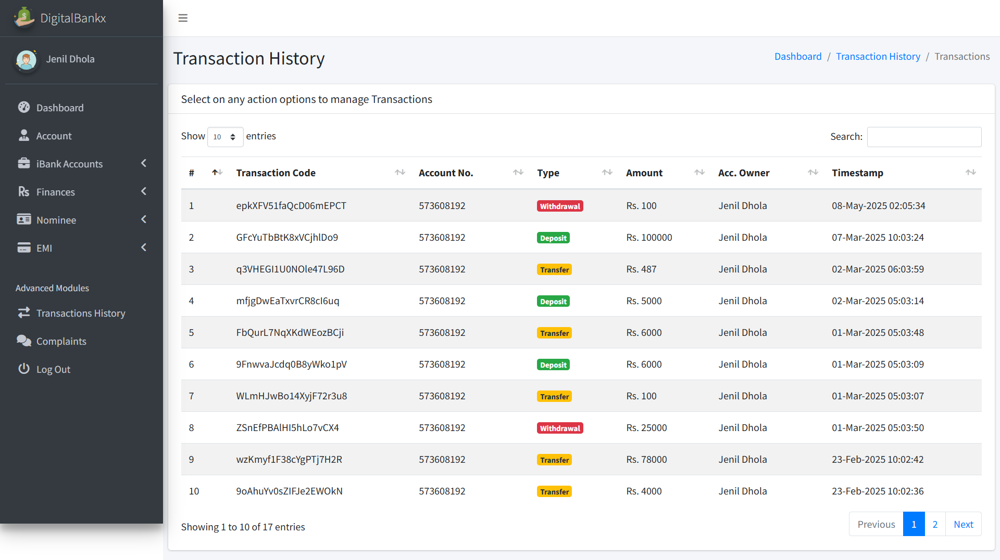 DigitalBankx
Jenil Dhola
Dashboard
Account
iBank Accounts
Rs Finances
Nominee
EMI
Advanced Modules
Transactions History
Complaints
Log Out
Transaction History
Dashboard / Transaction History / Transactions
Select on any action options to manage Transactions
Show 10 entries
Search:
# Transaction Code Account No. Type Amount Acc. Owner Timestamp
1 epkXFV51faQcD06mEPCT 573608192 Withdrawal Rs. 100 Jenil Dhola 08-May-2025 02:05:34
2 GFcYuTbBtK8xVCjhlDo9 573608192 Deposit Rs. 100000 Jenil Dhola 07-Mar-2025 10:03:24
3 q3VHEGI1U0NOle47L96D 573608192 Transfer Rs. 487 Jenil Dhola 02-Mar-2025 06:03:59
4 mfjgDwEaTxvrCR8cI6uq 573608192 Deposit Rs. 5000 Jenil Dhola 02-Mar-2025 05:03:14
5 FbQurL7NqXKdWEozBCji 573608192 Transfer Rs. 6000 Jenil Dhola 01-Mar-2025 05:03:48
6 9FnwvaJcdq0B8yWko1pV 573608192 Deposit Rs. 6000 Jenil Dhola 01-Mar-2025 05:03:09
7 WLmHJwBo14XyjF72r3u8 573608192 Transfer Rs. 100 Jenil Dhola 01-Mar-2025 05:03:07
8 ZSnEfPBAlHI5hLo7vCX4 573608192 Withdrawal Rs. 25000 Jenil Dhola 01-Mar-2025 05:03:50
9 wzKmyf1F38cYgPTj7H2R 573608192 Transfer Rs. 78000 Jenil Dhola 23-Feb-2025 10:02:42
10 9oAhuYv0sZIFJe2EWOkN 573608192 Transfer Rs. 4000 Jenil Dhola 23-Feb-2025 10:02:36
Showing 1 to 10 of 17 entries
Previous 1 2 Next